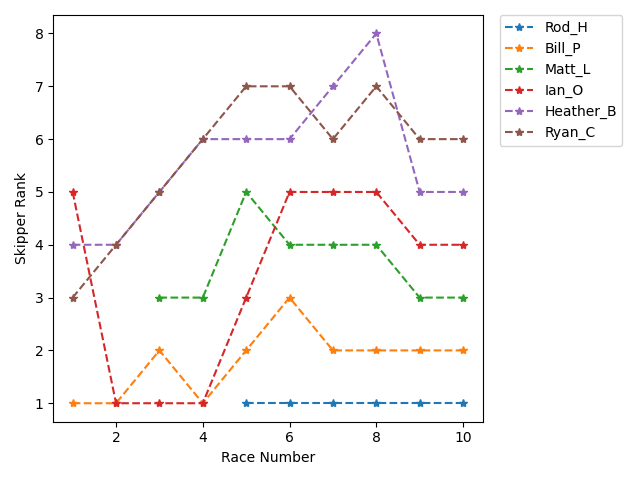 8
7
6
5
4
3
2
1
Skipper Rank
2 4 6 8 10
Race Number
Rod_H
Bill_P
Matt_L
Ian_O
Heather_B
Ryan_C